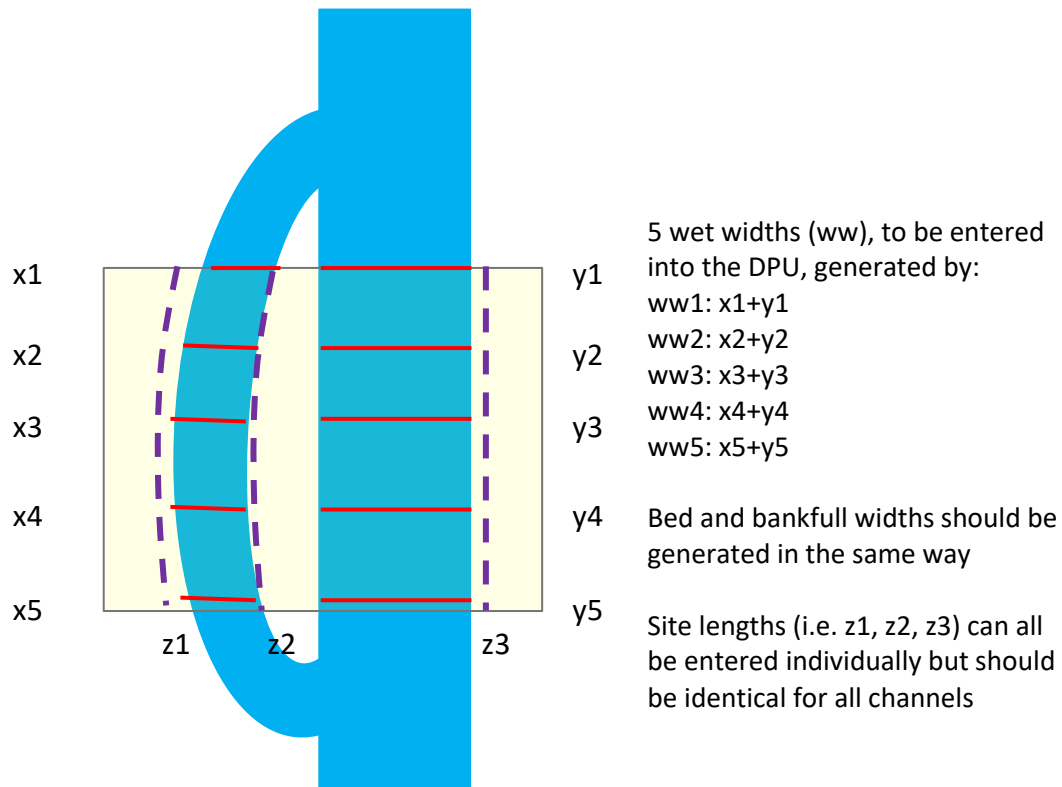 x1
x2
x3
x4
x5
z1
z2
z3
y1
y2
y3
y4
y5
5 wet widths (ww), to be entered
into the DPU, generated by:
ww1: x1+y1
ww2: x2+y2
ww3: x3+y3
ww4: x4+y4
ww5: x5+y5
Bed and bankfull widths should be
generated in the same way
Site lengths (i.e. z1, z2, z3) can all
be entered individually but should
be identical for all channels